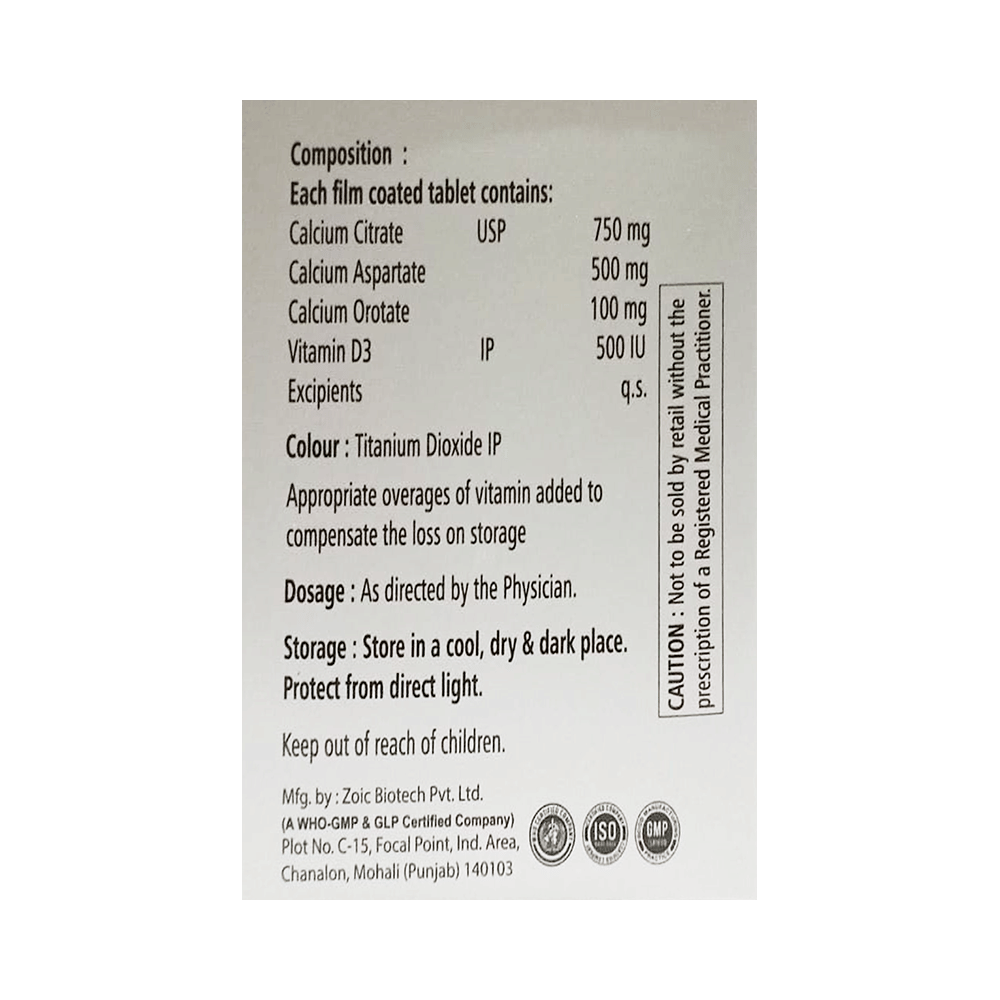 Composition :
Each film coated tablet contains:
Calcium Citrate USP 750 mg
Calcium Aspartate 500 mg
Calcium Orotate 100 mg
Vitamin D3 IP 500 IU
Excipients q.s.
Colour : Titanium Dioxide IP
Appropriate overages of vitamin added to
compensate the loss on storage
Dosage : As directed by the Physician.
Storage : Store in a cool, dry & dark place.
Protect from direct light.
Keep out of reach of children.
Mfg. by : Zoic Biotech Pvt. Ltd.
(A WHO-GMP & GLP Certified Company)
Plot No. C-15, Focal Point, Ind. Area,
Chanalon, Mohali (Punjab) 140103
ISO
GMP
CAUTION : Not to be sold by retail without the
prescription of a Registered Medical Practitioner.